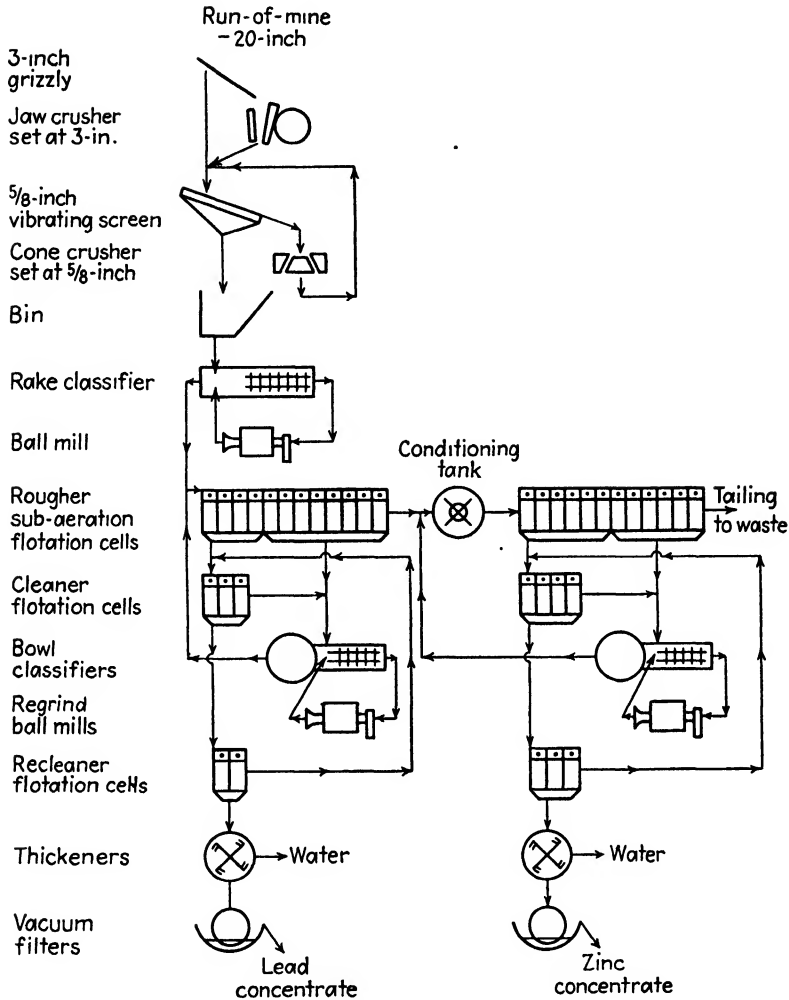 Run-of-mine
-20-inch
3-inch
grizzly
Jaw crusher
set at 3-in.
5/8-inch
vibrating screen
Cone crusher
set at 5/8-inch
Bin
Rake classifier
Ball mill
Conditioning
tank
Rougher
sub-aeration
flotation cells
Tailing
to waste
Cleaner
flotation cells
Bowl
classifiers
Regrind
ball mills
Recleaner
flotation cells
Thickeners
Water
Water
Vacuum
filters
Lead
concentrate
Zinc
concentrate